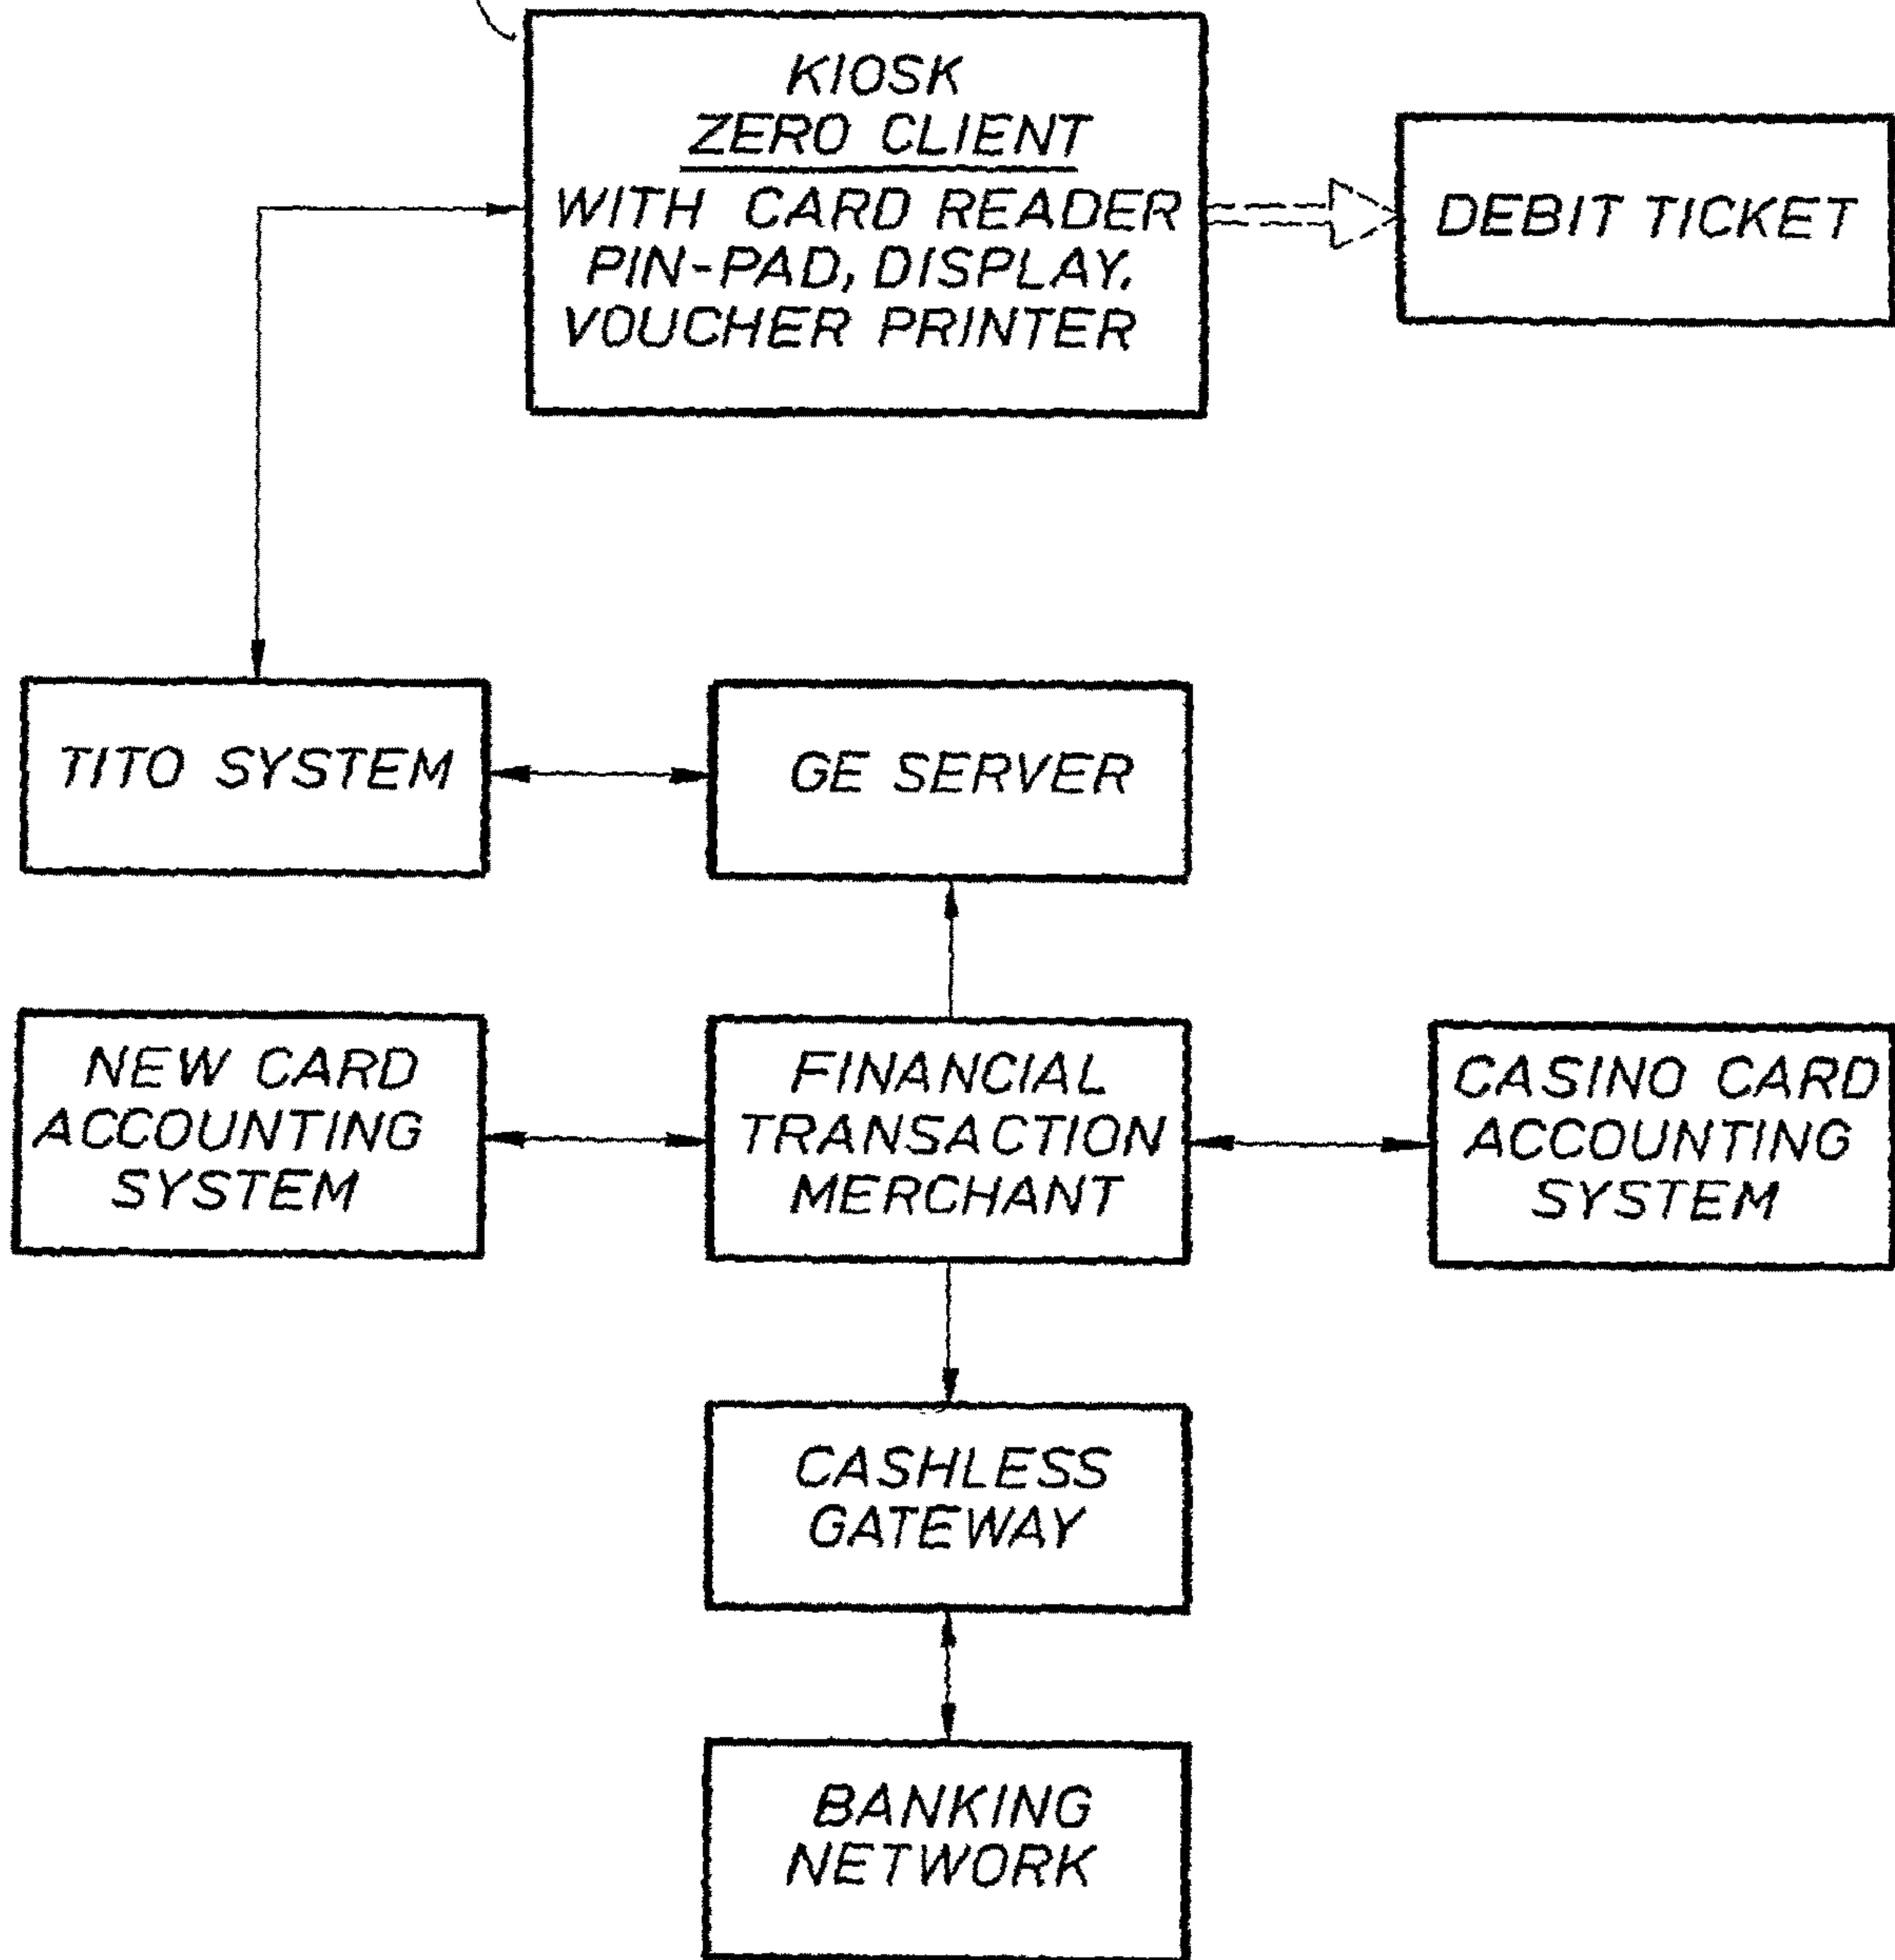 KIOSK
ZERO CLIENT
WITH CARD READER
PIN-PAD, DISPLAY,
VOUCHER PRINTER
DEBIT TICKET
TITO SYSTEM
GE SERVER
NEW CARD
ACCOUNTING
SYSTEM
FINANCIAL
TRANSACTION
MERCHANT
CASINO CARD
ACCOUNTING
SYSTEM
CASHLESS
GATEWAY
BANKING
NETWORK